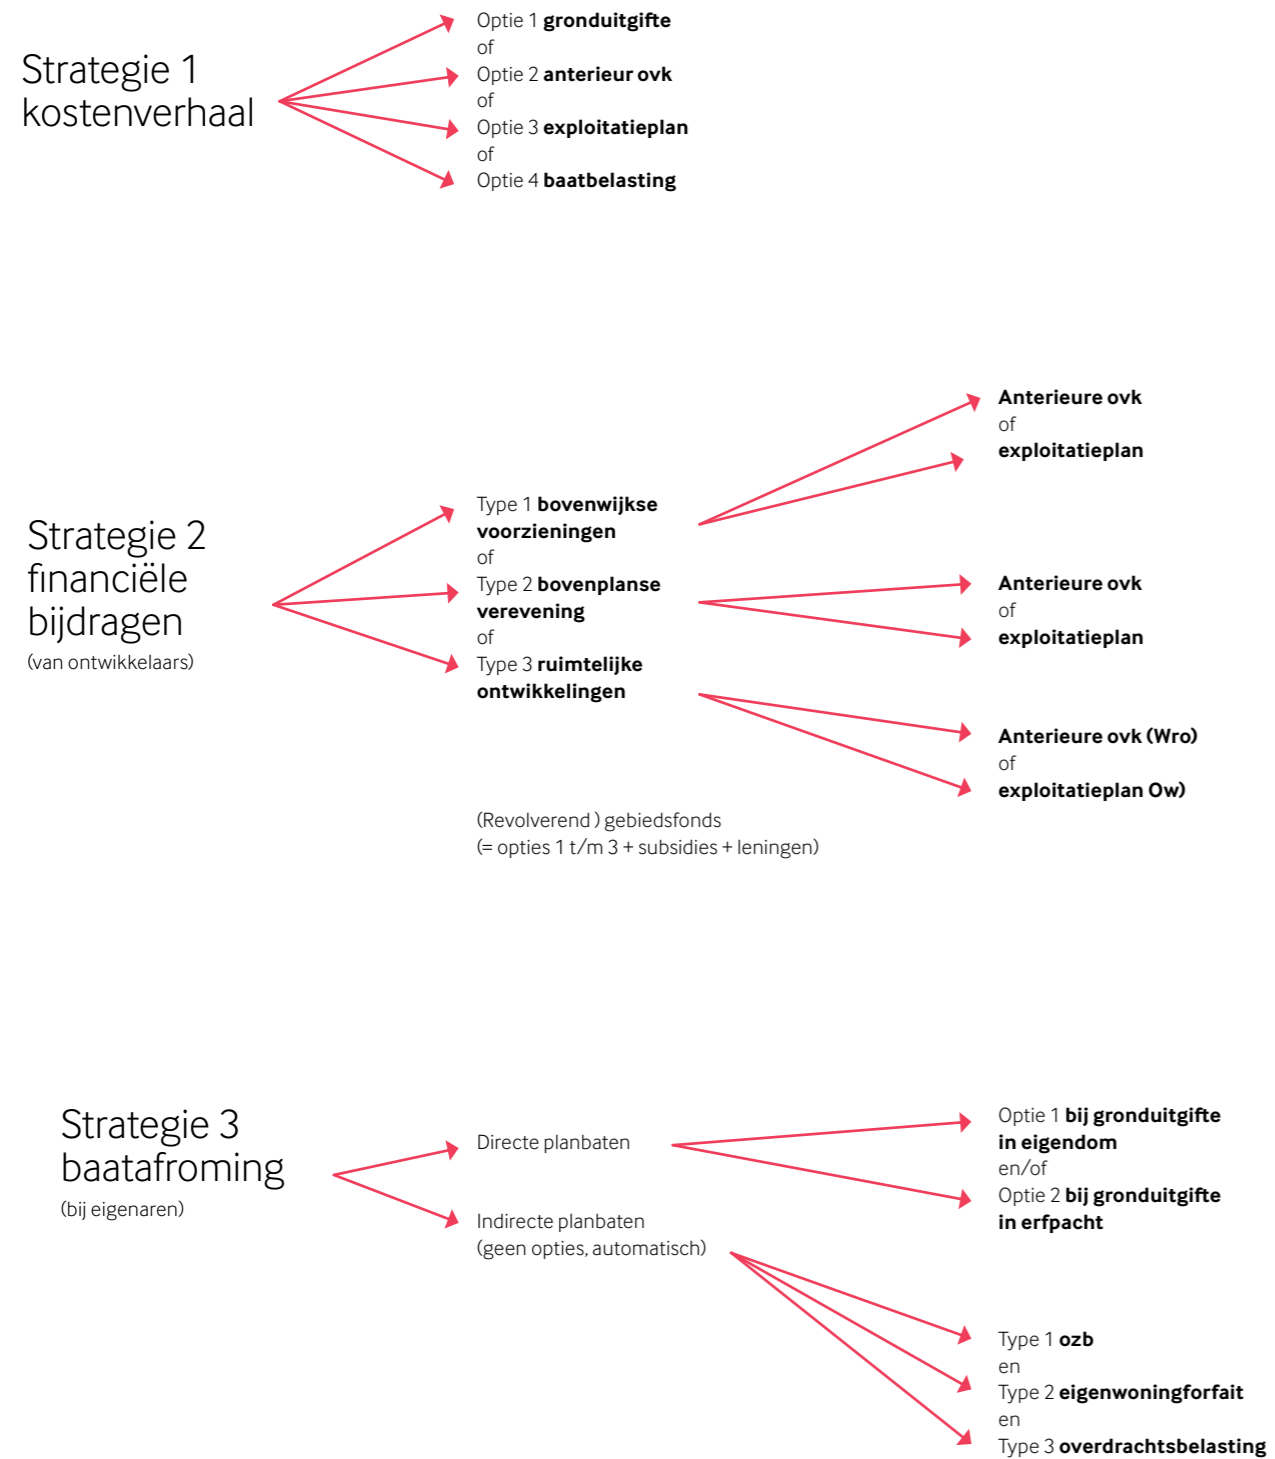 Strategie 1
kostenverhaal
Optie 1 gronduitgifte
of
Optie 2 anterieur ovk
of
Optie 3 exploitatieplan
of
Optie 4 baatbelasting
Strategie 2
financiële
bijdragen
(van ontwikkelaars)
Type 1 bovenwijkse
voorzieningen
of
Type 2 bovenplanse
verevening
of
Type 3 ruimtelijke
ontwikkelingen
Anterieure ovk
of
exploitatieplan
Anterieure ovk
of
exploitatieplan
Anterieure ovk (Wro)
of
exploitatieplan Ow)
(Revolverend ) gebiedsfonds
(= opties 1 t/m 3 + subsidies + leningen)
Strategie 3
baatafroming
(bij eigenaren)
Directe planbaten
Indirecte planbaten
(geen opties, automatisch)
Optie 1 bij gronduitgifte
in eigendom
en/of
Optie 2 bij gronduitgifte
in erfpacht
Type 1 ozb
en
Type 2 eigenwoningforfait
en
Type 3 overdrachtsbelasting